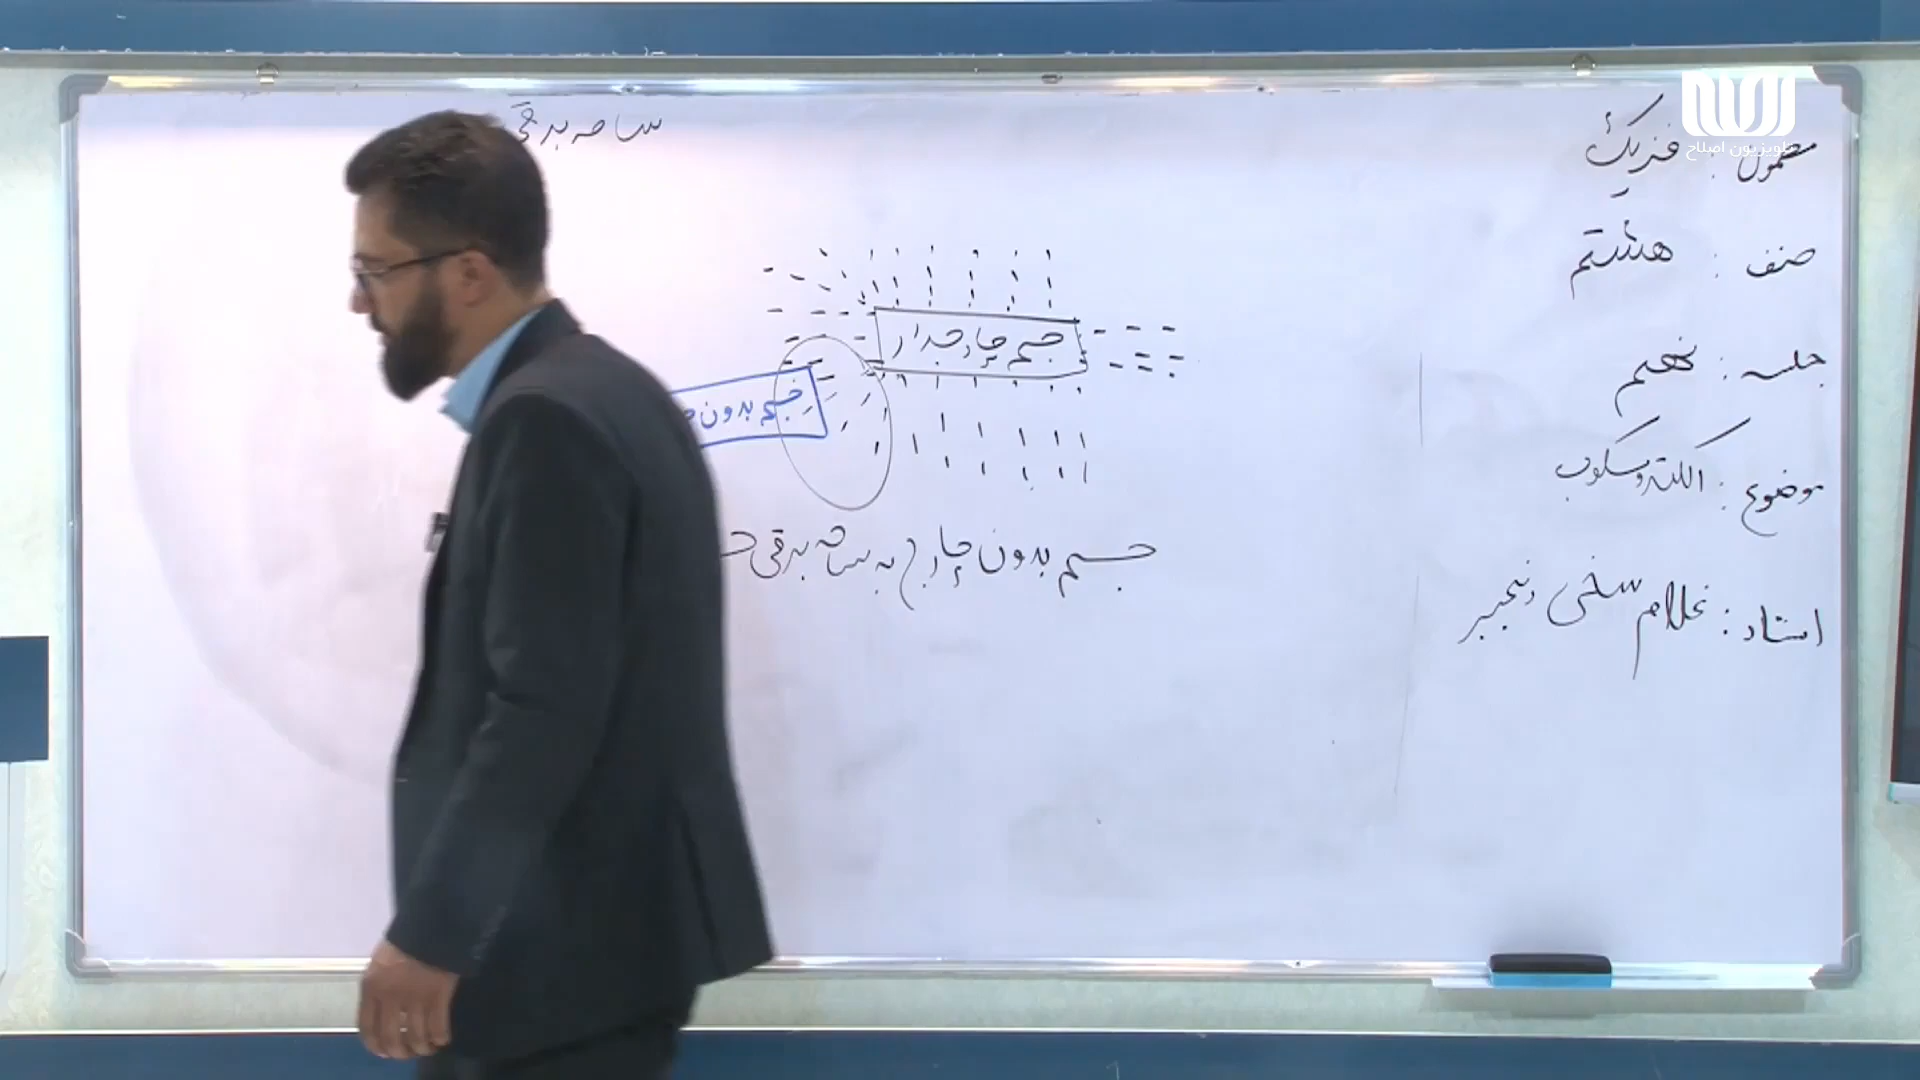 تلویزیون اصلاح
مضمون : فزیک
صنف : هشتم
جلسه : نهم
موضوع : الکتروسکوپ
استاد : غلام سخی رنجبر
ساحه برقی
جسم چارجدار
جسم بدون
جسم بدون چارج به ساحه برقی